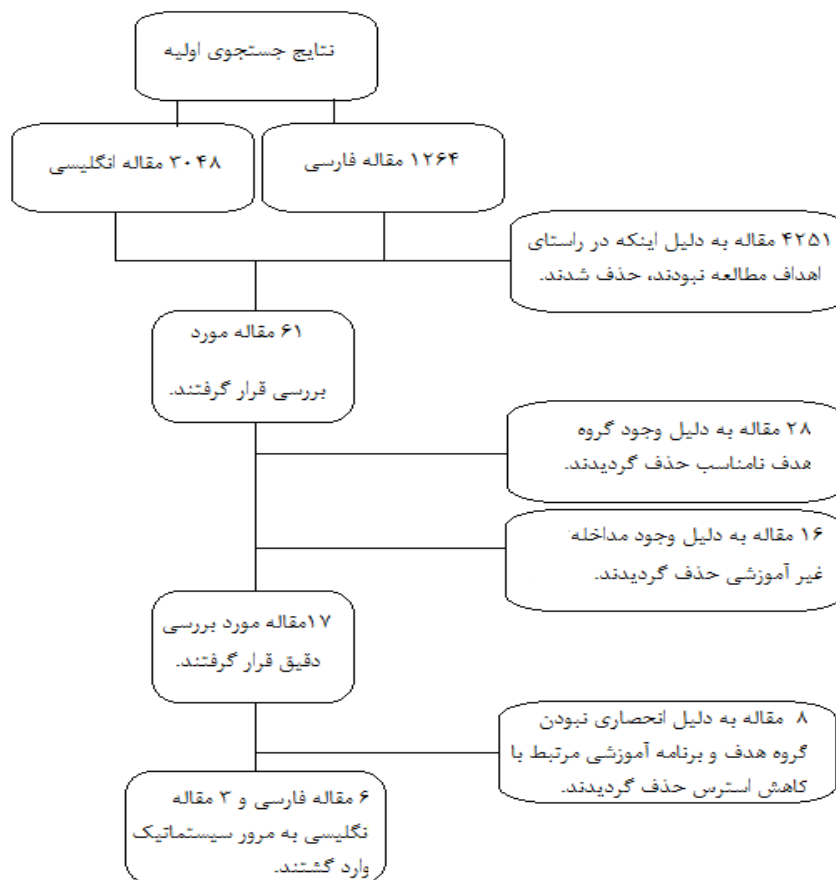 نتایج جستجوی اولیه
۱۲۶۴ مقاله فارسی
۳۰۴۸ مقاله انگلیسی
۴۲۵۱ مقاله به دلیل اینکه در راستای
اهداف مطالعه نبودند، حذف شدند.
۶۱ مقاله مورد
بررسی قرار گرفتند.
۲۸ مقاله به دلیل وجود گروه
هدف نامناسب حذف گردیدند.
۱۶ مقاله به دلیل وجود مداخله
غیر آموزشی حذف گردیدند.
۱۷مقاله مورد بررسی
دقیق قرار گرفتند.
۸ مقاله به دلیل انحصاری نبودن
گروه هدف و برنامه آموزشی مرتبط با
کاهش استرس حذف گردیدند.
۶ مقاله فارسی و ۳ مقاله
نگلیسی به مرور سیستماتیک
وارد گشتند.